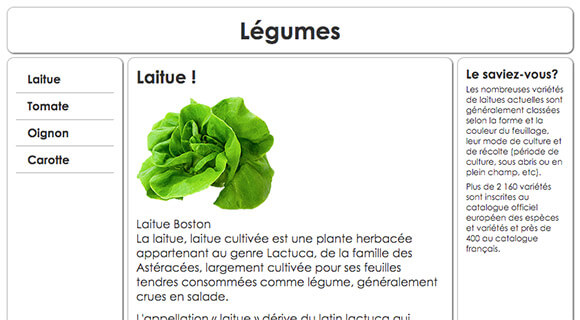 Légumes
Laitue
Tomate
Oignon
Carotte
Laitue !
Laitue Boston
La laitue, laitue cultivée est une plante herbacée
appartenant au genre Lactuca, de la famille des
Astéracées, largement cultivée pour ses feuilles
tendres consommées comme légume, généralement
crues en salade.
L'appellation « laitue » dérive du latin lactuca qui
Le saviez-vous?
Les nombreuses variétés
de laitues actuelles sont
généralement classées
selon la forme et la
couleur du feuillage,
leur mode de culture et
de récolte (période de
culture, sous abris ou en
plein champ, etc).
Plus de 2 160 variétés
sont inscrites au
catalogue officiel
européen des espèces
et variétés et près de
400 au catalogue
français.